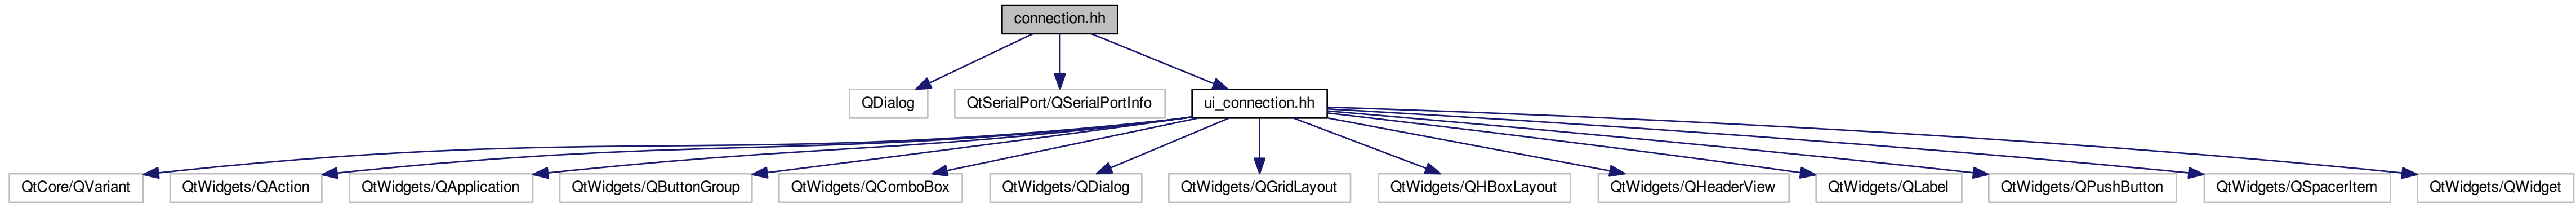 connection.hh
QDialog
QtSerialPort/QSerialPortInfo
ui_connection.hh
QtCore/QVariant
QtWidgets/QAction
QtWidgets/QApplication
QtWidgets/QButtonGroup
QtWidgets/QComboBox
QtWidgets/QDialog
QtWidgets/QGridLayout
QtWidgets/QHBoxLayout
QtWidgets/QHeaderView
QtWidgets/QLabel
QtWidgets/QPushButton
QtWidgets/QSpacerItem
QtWidgets/QWidget